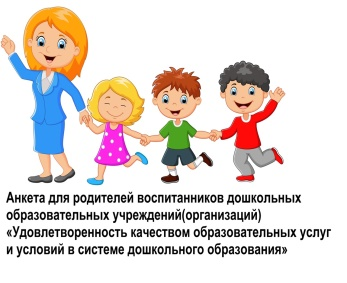 Анкета для родителей воспитанников дошкольных
образовательных учреждений(организаций)
«Удовлетворенность качеством образовательных услуг
и условий в системе дошкольного образования»